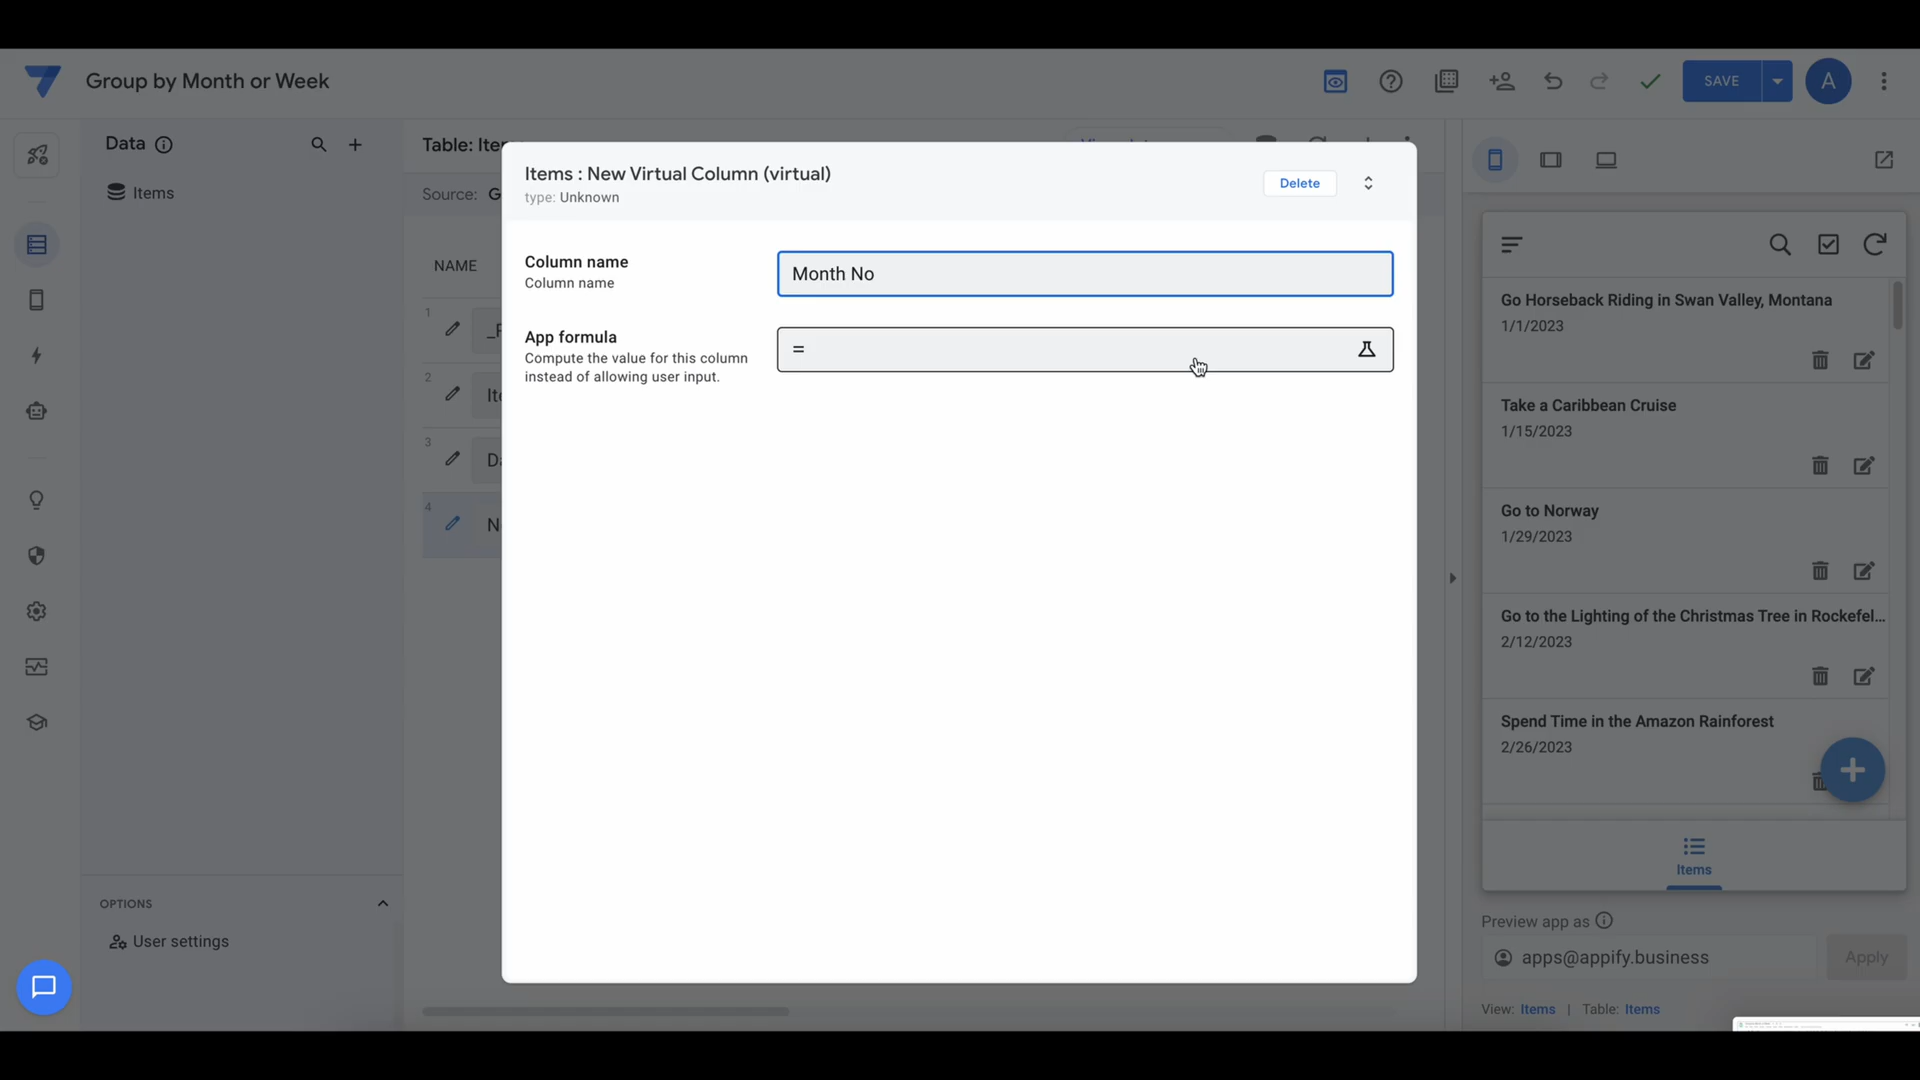 Group by Month or Week
SAVE
A
Data
Items
Table: Ite
Source: G
NAME
1
2
Ite
3
4
N
Items : New Virtual Column (virtual)
type: Unknown
Delete
Column name
Column name
Month No
App formula
Compute the value for this column
instead of allowing user input.
=
Go Horseback Riding in Swan Valley, Montana
1/1/2023
Take a Caribbean Cruise
1/15/2023
Go to Norway
1/29/2023
Go to the Lighting of the Christmas Tree in Rockefel...
2/12/2023
Spend Time in the Amazon Rainforest
2/26/2023
Items
OPTIONS
User settings
Preview app as
apps@appify.business
Apply
View: Items | Table: Items